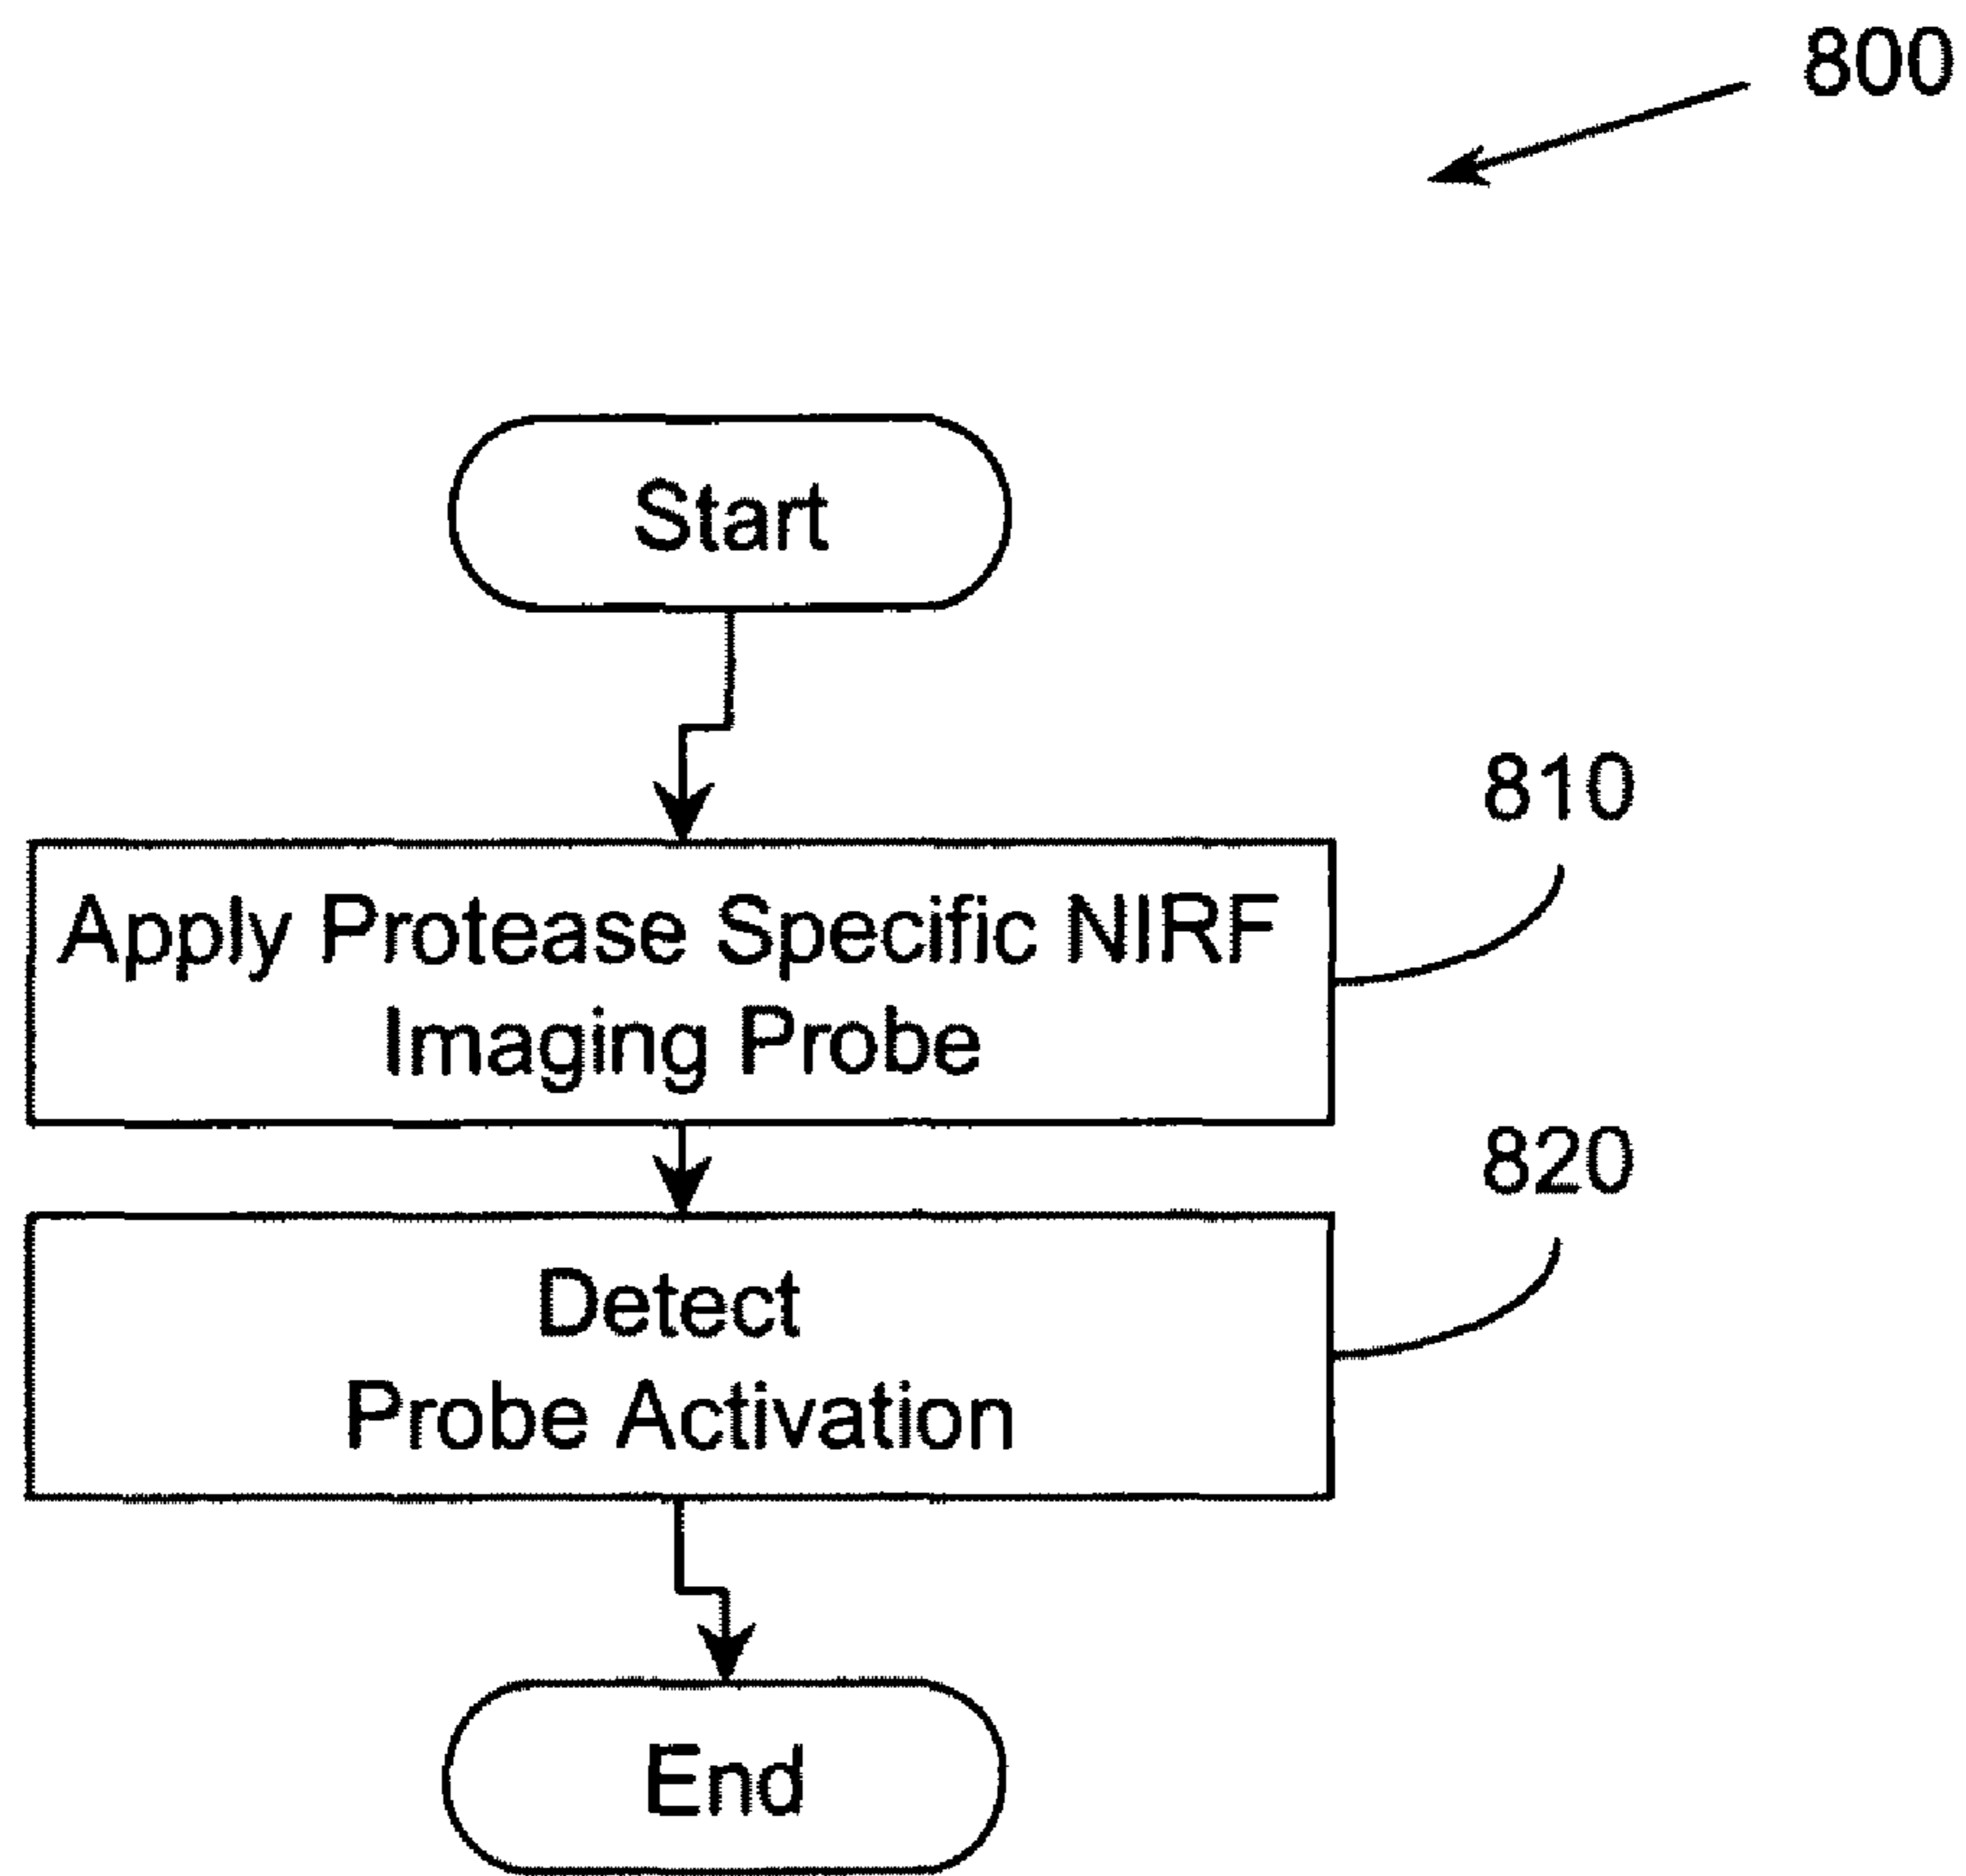 800
Start
810
Apply Protease Specific NIRF
Imaging Probe
820
Detect
Probe Activation
End